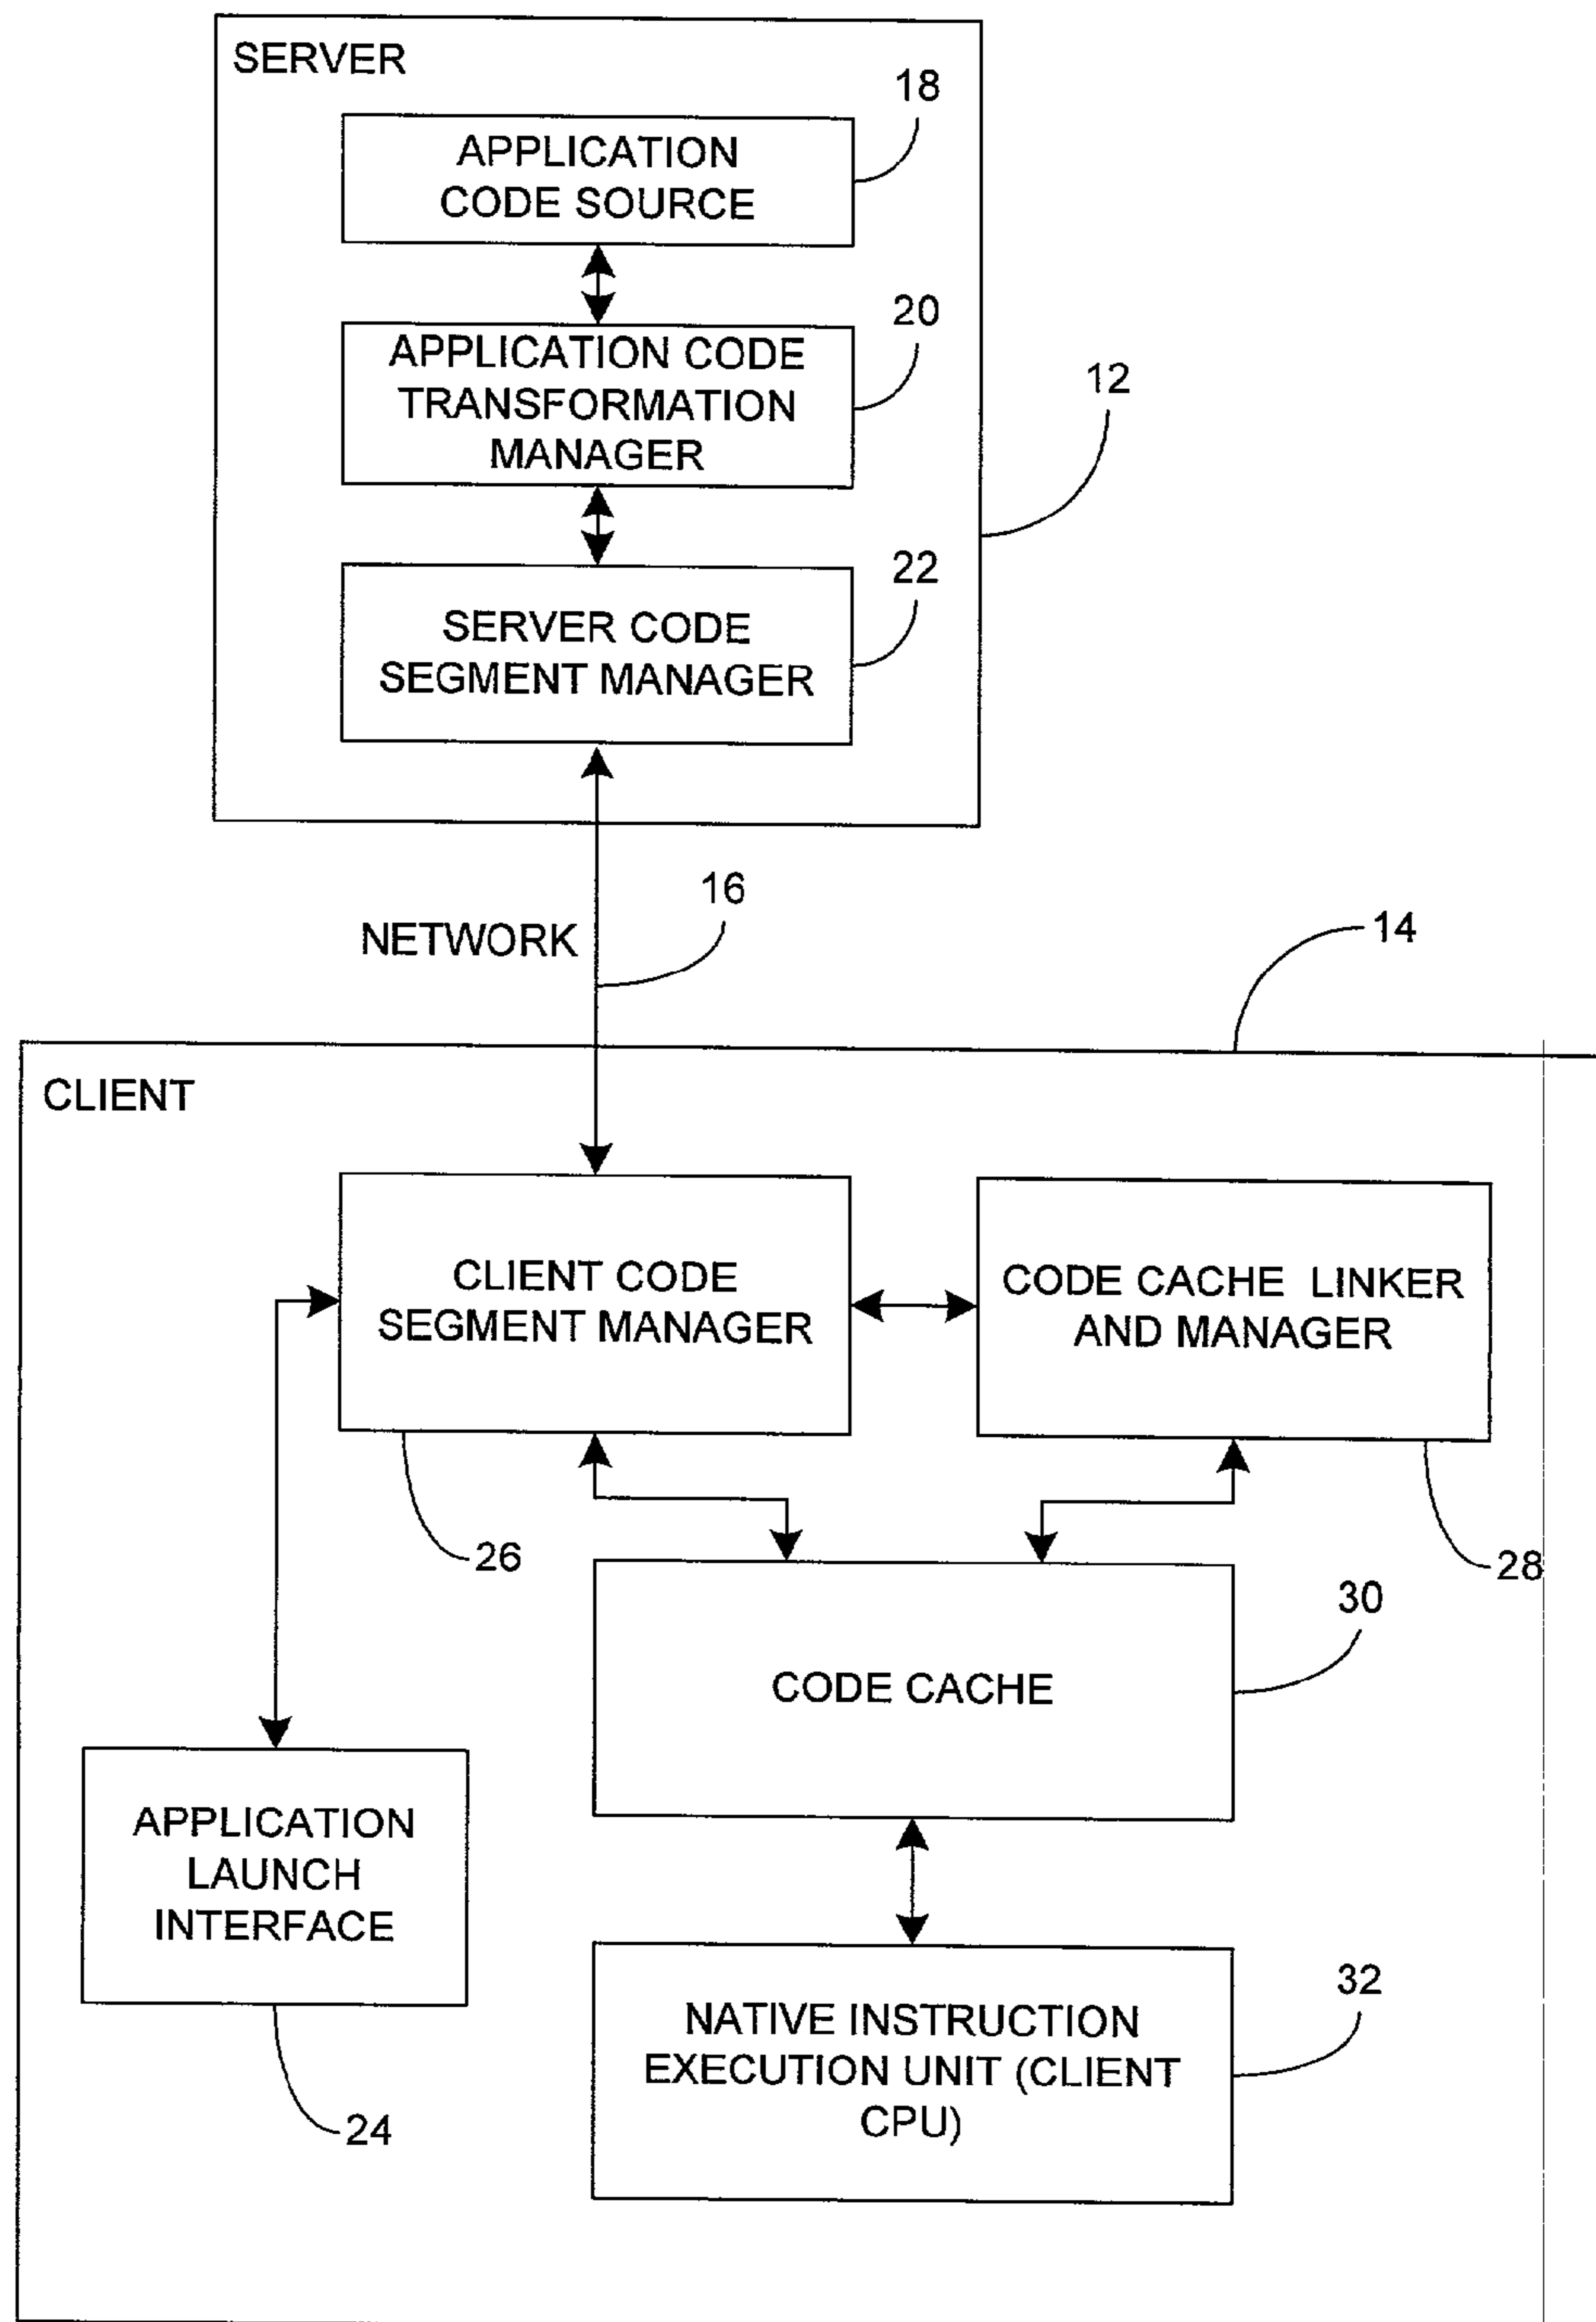 SERVER
18
APPLICATION
CODE SOURCE
20
APPLICATION CODE
TRANSFORMATION
MANAGER
12
22
SERVER CODE
SEGMENT MANAGER
16
NETWORK
14
CLIENT
CLIENT CODE
SEGMENT MANAGER
CODE CACHE LINKER
AND MANAGER
26
28
30
CODE CACHE
APPLICATION
LAUNCH
INTERFACE
32
NATIVE INSTRUCTION
EXECUTION UNIT (CLIENT
CPU)
24